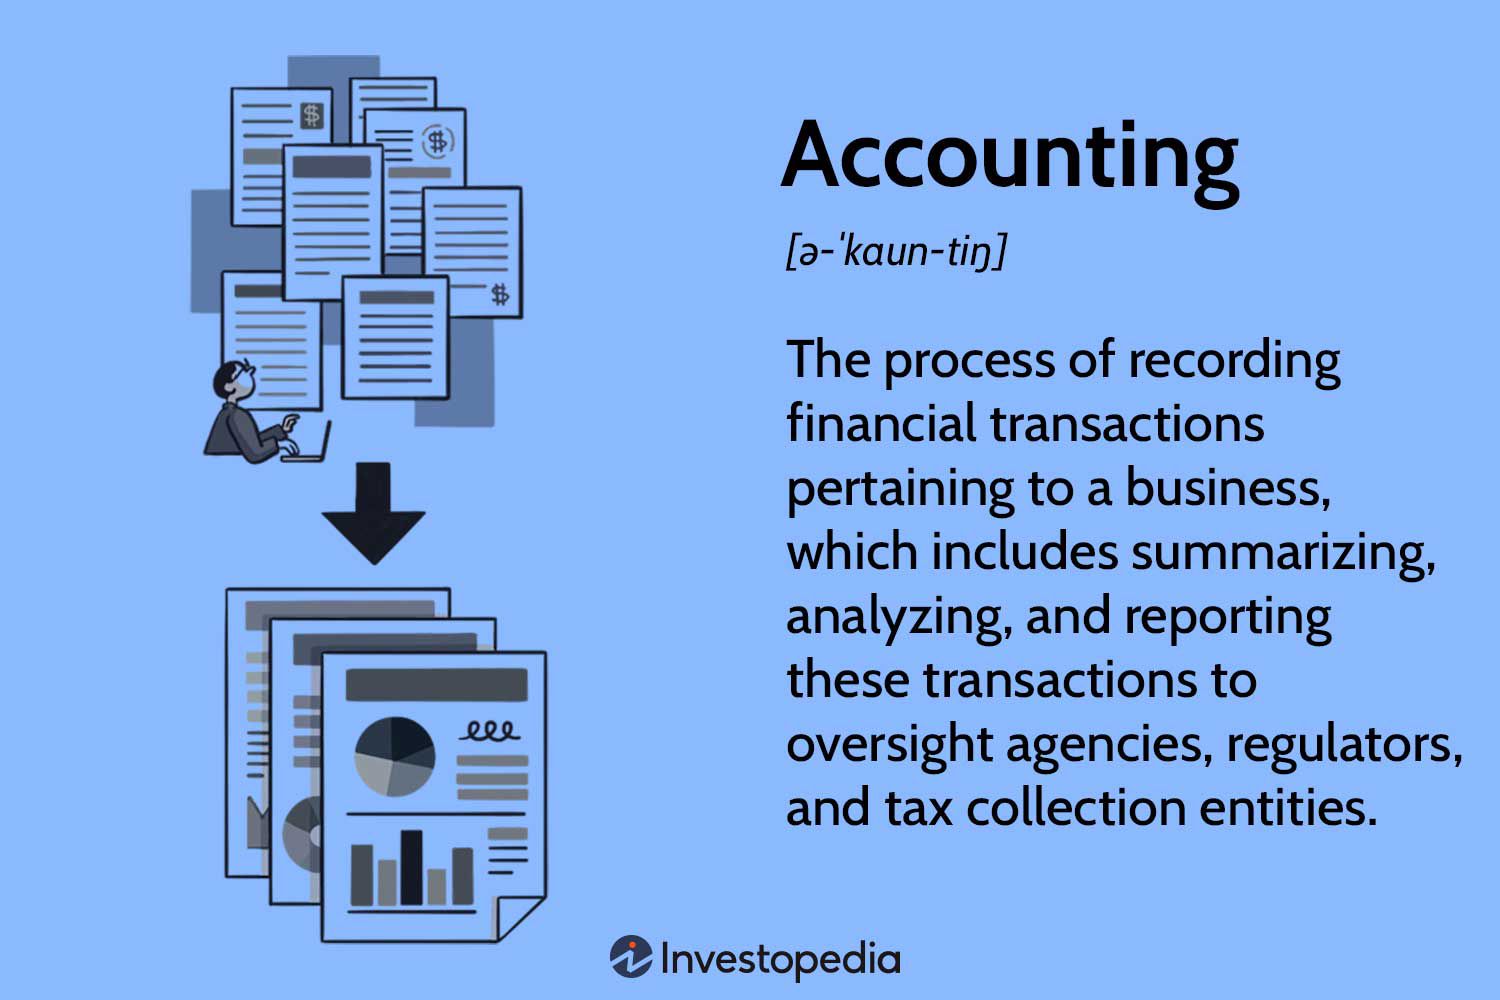 Accounting
[ə-ˈkaun-tiŋ]
The process of recording
financial transactions
pertaining to a business,
which includes summarizing,
analyzing, and reporting
these transactions to
oversight agencies, regulators,
and tax collection entities.
Investopedia